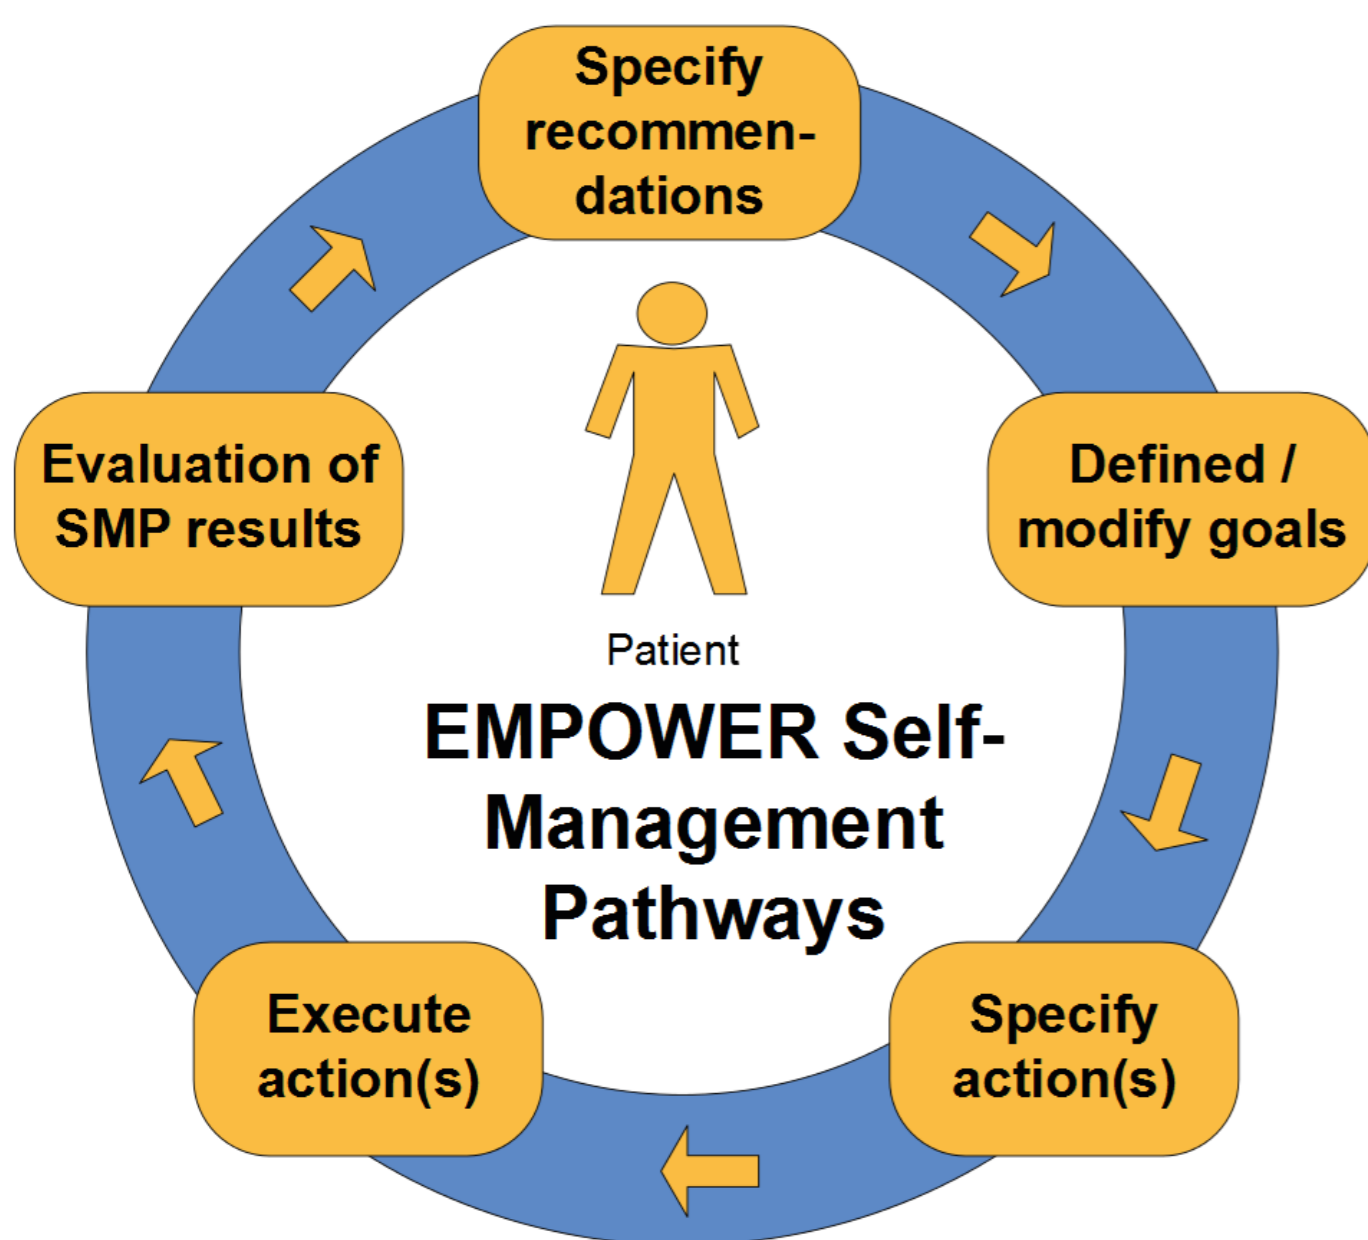 Specify
recommen-
dations
Evaluation of
SMP results
Defined /
modify goals
Patient
EMPOWER Self-
Management
Pathways
Execute
action(s)
Specify
action(s)